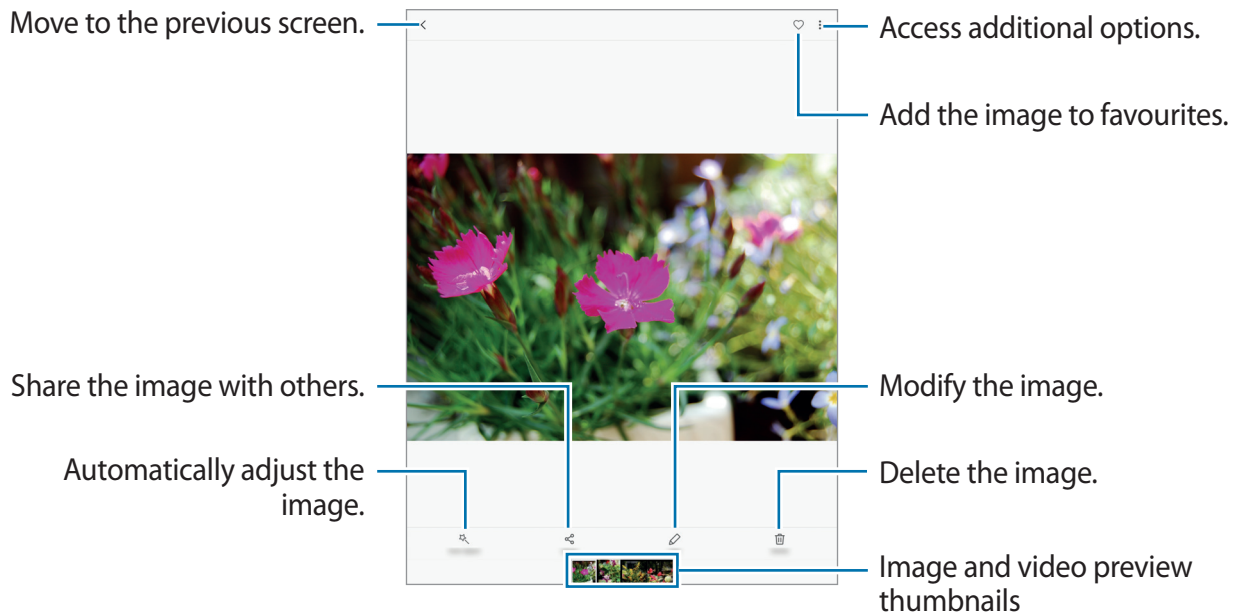 Move to the previous screen.
Access additional options.
Add the image to favourites.
Share the image with others.
Modify the image.
Automatically adjust the
image.
Delete the image.
Image and video preview
thumbnails